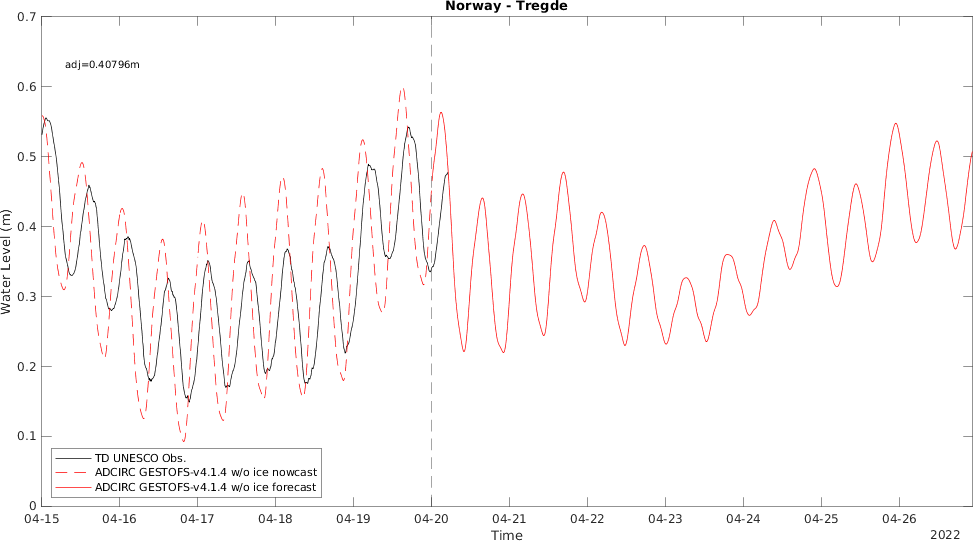 Norway - Tregde
adj=0.40796m
Water Level (m)
0.7
0.6
0.5
0.4
0.3
0.2
0.1
0
TD UNESCO Obs.
ADCIRC GESTOFS-v4.1.4 w/o ice nowcast
ADCIRC GESTOFS-v4.1.4 w/o ice forecast
04-15 04-16 04-17 04-18 04-19 04-20 04-21 04-22 04-23 04-24 04-25 04-26
Time
2022